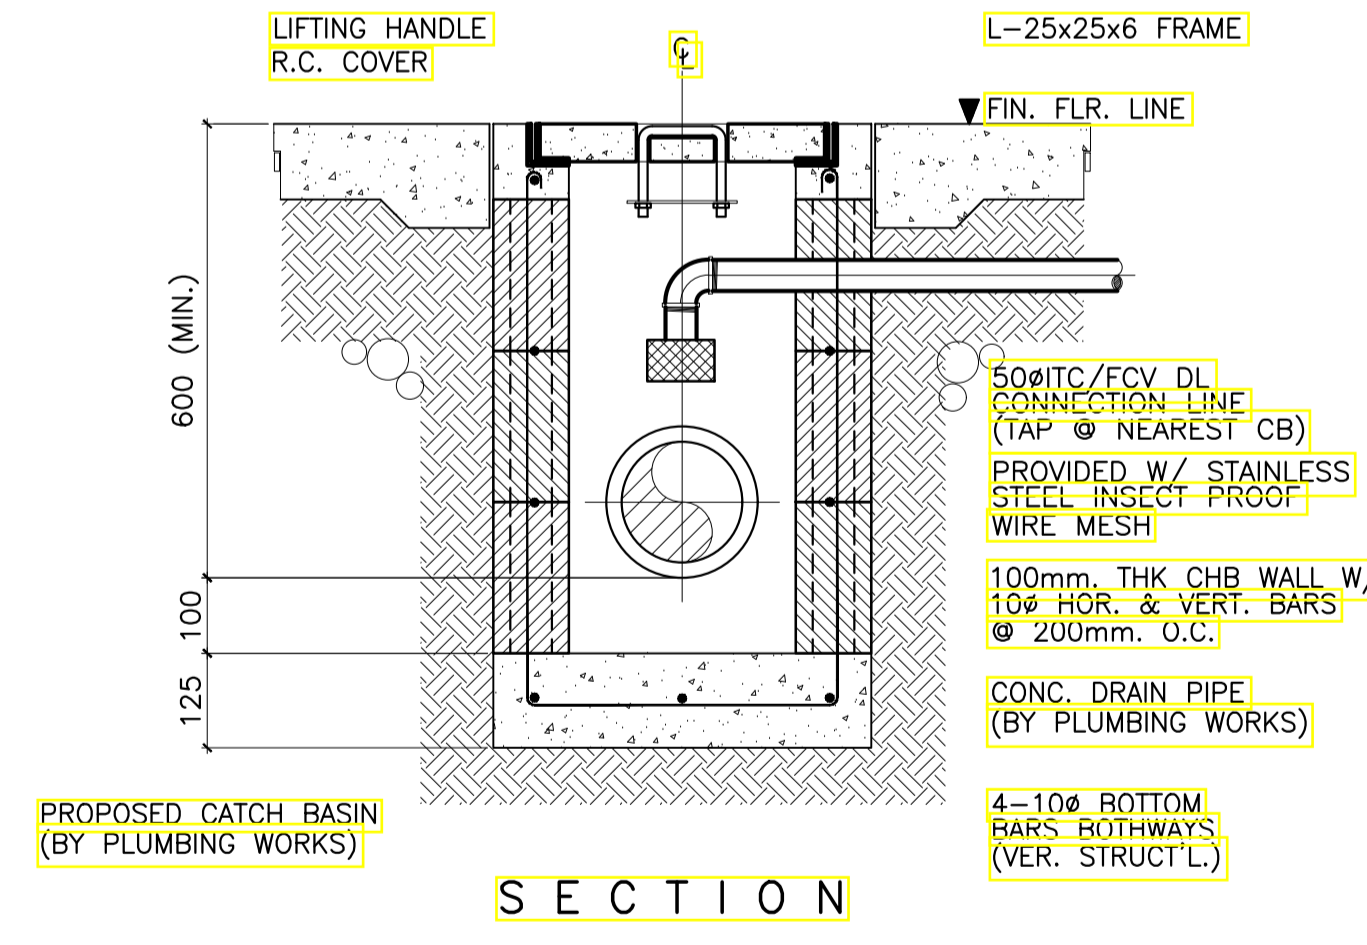 LIFTING HANDLE
R.C. COVER
CL
L-25x25x6 FRAME
FIN. FLR. LINE
600 (MIN.)
100
125
50øITC/FCV DL
CONNECTION LINE
(TAP @ NEAREST CB)
PROVIDED W/ STAINLESS
STEEL INSECT PROOF
WIRE MESH
100mm. THK CHB WALL W/
10ø HOR. & VERT. BARS
@ 200mm. O.C.
CONC. DRAIN PIPE
(BY PLUMBING WORKS)
4-10ø BOTTOM
BARS BOTHWAYS
(VER. STRUCT'L.)
PROPOSED CATCH BASIN
(BY PLUMBING WORKS)
SECTION